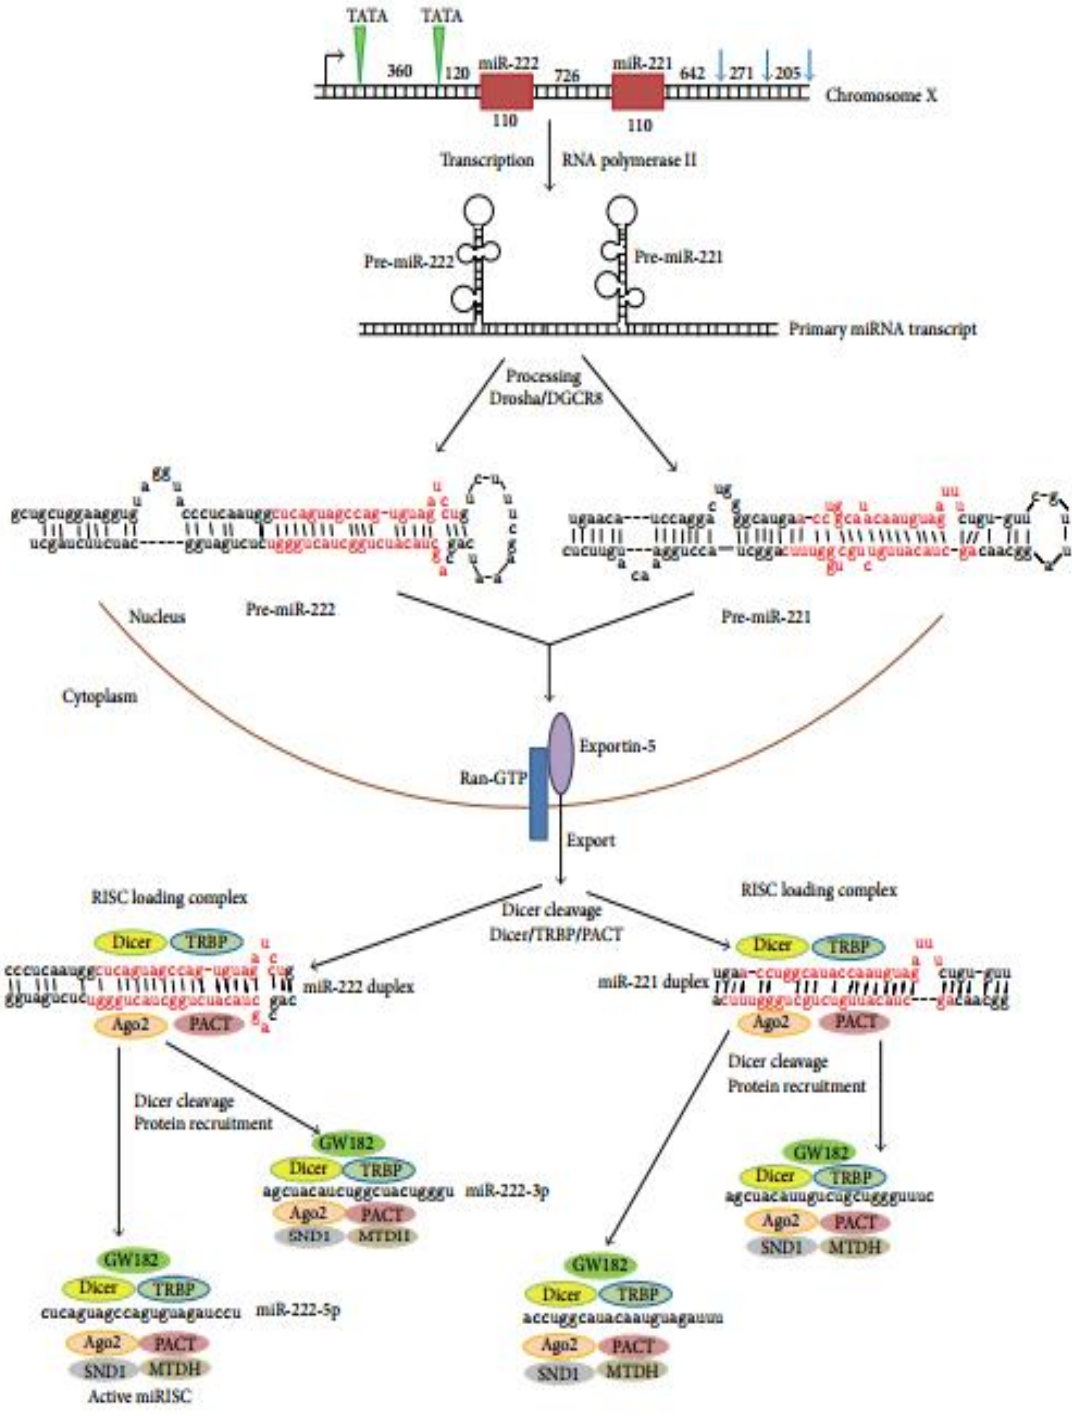 TATA TATA
360 120 miR-222 726 miR-221 642 271 205
Chromosome X
110 110
Transcription RNA polymerase II
Pre-miR-222 Pre-miR-221
Primary miRNA transcript
Processing
Drosha/DGCR8
Pre-miR-222 Pre-miR-221
Nucleus
Cytoplasm
Exportin-5
Ran-GTP
Export
RISC loading complex
RISC loading complex
Dicer cleavage
Dicer/TRBP/PACT
Dicer TRBP
Dicer TRBP
cccucaauggcucaguagccag-uguag
gguagucucugggucaucggucuacauc
miR-222 duplex
miR-221 duplex
Ago2 PACT
Ago2 PACT
Dicer cleavage
Protein recruitment
Dicer cleavage
Protein recruitment
GW182
Dicer TRBP
agcuacaucuggcuacugggu miR-222-3p
Ago2 PACT
SND1 MTDH
GW182
Dicer TRBP
agcuacauugucugcuggguuuc
Ago2 PACT
SND1 MTDH
GW182
Dicer TRBP
cucaguagccaguguagauccu miR-222-5p
Ago2 PACT
SND1 MTDH
Active miRISC
GW182
Dicer TRBP
accuggcauacaauguagauuu
Ago2 PACT
SND1 MTDH